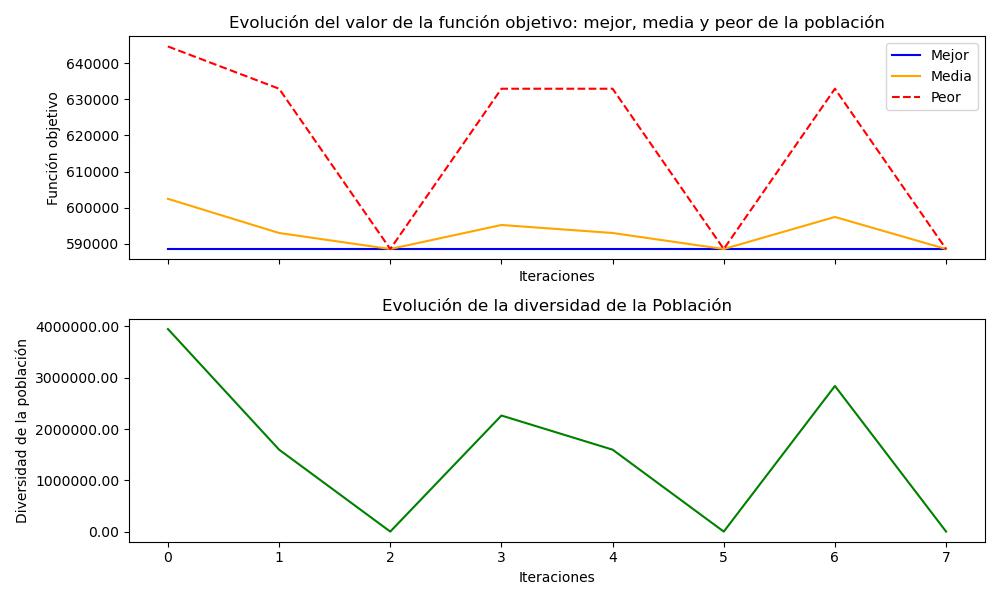 Evolución del valor de la función objetivo: mejor, media y peor de la población
Función objetivo
640000
630000
620000
610000
600000
590000
Mejor
Media
Peor
Iteraciones
Evolución de la diversidad de la Población
Diversidad de la población
4000000.00
3000000.00
2000000.00
1000000.00
0.00
0 1 2 3 4 5 6 7
Iteraciones